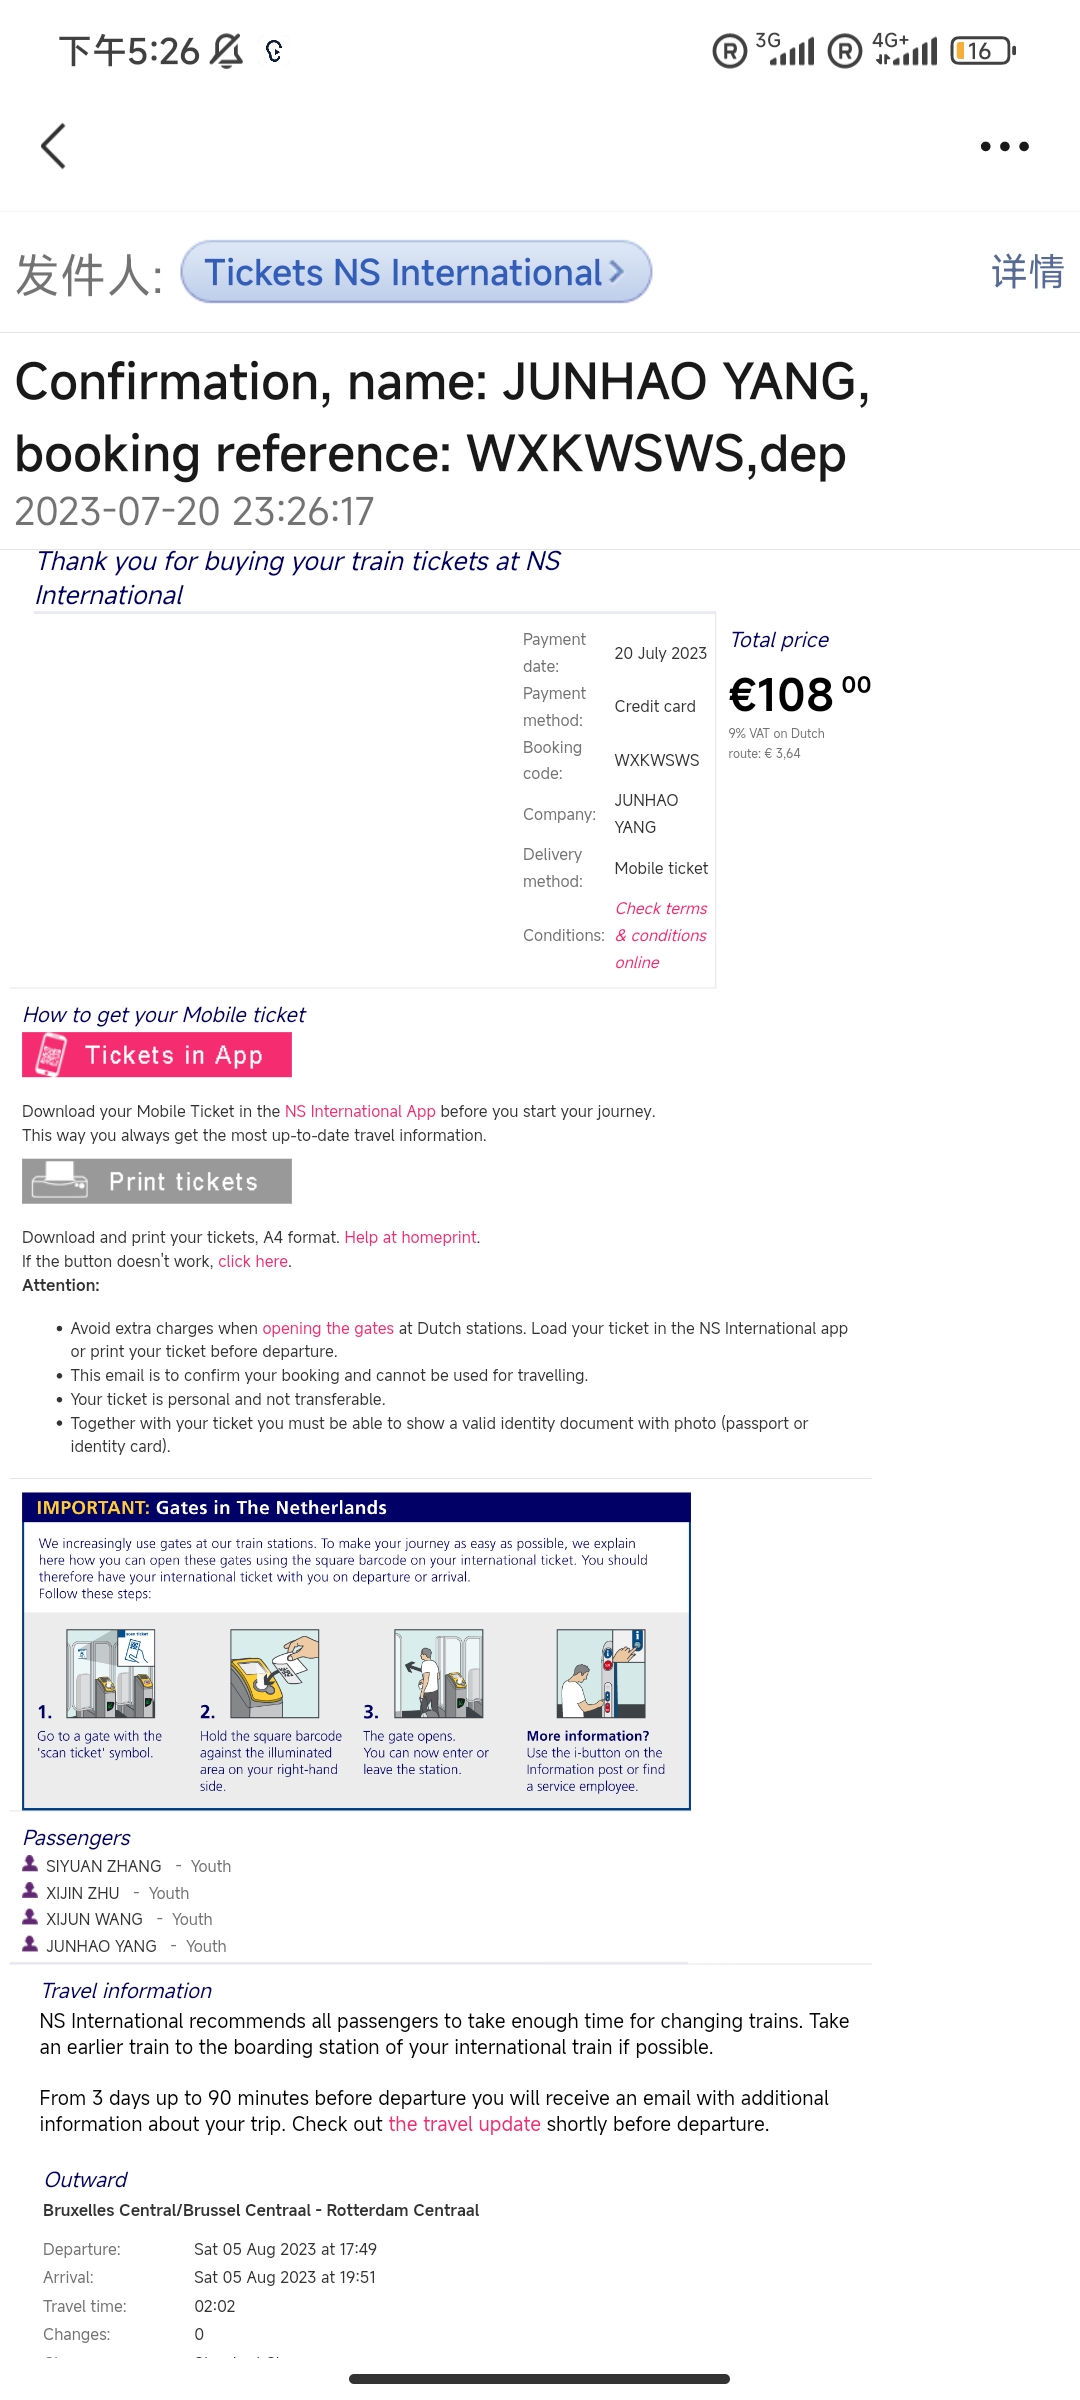 下午5:26
3G
4G+
16
发件人:
Tickets NS International
详情
Confirmation, name: JUNHAO YANG,
booking reference: WXKWSWS,dep
2023-07-20 23:26:17
Thank you for buying your train tickets at NS
International
Payment
date:
20 July 2023
Payment
method:
Credit card
Booking
code:
WXKWSWS
Company:
JUNHAO
YANG
Delivery
method:
Mobile ticket
Conditions:
Check terms
& conditions
online
Total price
€108 00
9% VAT on Dutch
route: € 3,64
How to get your Mobile ticket
Tickets in App
Download your Mobile Ticket in the NS International App before you start your journey.
This way you always get the most up-to-date travel information.
Print tickets
Download and print your tickets, A4 format. Help at homeprint.
If the button doesn't work, click here.
Attention:
• Avoid extra charges when opening the gates at Dutch stations. Load your ticket in the NS International app
or print your ticket before departure.
• This email is to confirm your booking and cannot be used for travelling.
• Your ticket is personal and not transferable.
• Together with your ticket you must be able to show a valid identity document with photo (passport or
identity card).
IMPORTANT: Gates in The Netherlands
We increasingly use gates at our train stations. To make your journey as easy as possible, we explain
here how you can open these gates using the square barcode on your international ticket. You should
therefore have your international ticket with you on departure or arrival.
Follow these steps:
1.
Go to a gate with the
'scan ticket' symbol.
2.
Hold the square barcode
against the illuminated
area on your right-hand
side.
3.
The gate opens.
You can now enter or
leave the station.
More information?
Use the i-button on the
Information post or find
a service employee.
Passengers
SIYUAN ZHANG - Youth
XIJIN ZHU - Youth
XIJUN WANG - Youth
JUNHAO YANG - Youth
Travel information
NS International recommends all passengers to take enough time for changing trains. Take
an earlier train to the boarding station of your international train if possible.
From 3 days up to 90 minutes before departure you will receive an email with additional
information about your trip. Check out the travel update shortly before departure.
Outward
Bruxelles Central/Brussel Centraal - Rotterdam Centraal
Departure: Sat 05 Aug 2023 at 17:49
Arrival: Sat 05 Aug 2023 at 19:51
Travel time: 02:02
Changes: 0